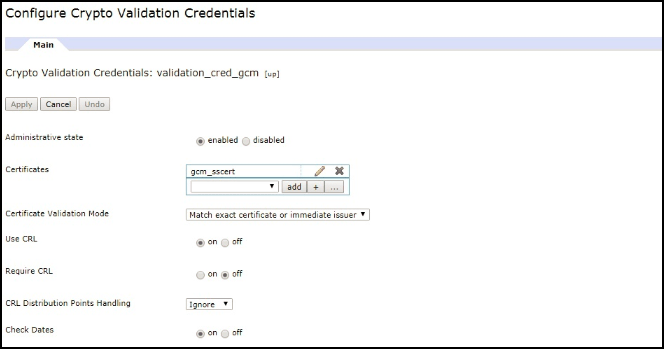 Configure Crypto Validation Credentials
Main
Crypto Validation Credentials: validation_cred_gcm [up]
Apply Cancel Undo
Administrative state enabled disabled
Certificates gcm_sscert
add + ...
Certificate Validation Mode Match exact certificate or immediate issuer
Use CRL on off
Require CRL on off
CRL Distribution Points Handling Ignore
Check Dates on off